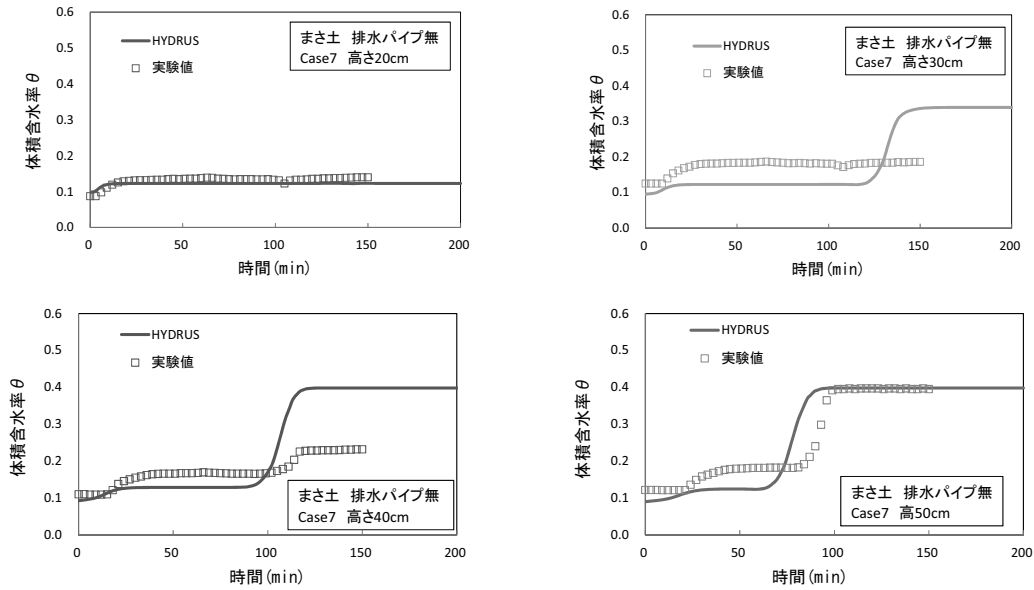 0.6
0.5
0.4
0.3
0.2
0.1
0.0
体積含水率θ
HYDRUS
実験値
まさ土 排水パイプ無
Case7 高さ20cm
0 50 100 150 200
時間(min)
0.6
0.5
0.4
0.3
0.2
0.1
0.0
体積含水率θ
HYDRUS
実験値
まさ土 排水パイプ無
Case7 高さ30cm
0 50 100 150 200
時間(min)
0.6
0.5
0.4
0.3
0.2
0.1
0.0
体積含水率θ
HYDRUS
実験値
まさ土 排水パイプ無
Case7 高さ40cm
0 50 100 150 200
時間(min)
0.6
0.5
0.4
0.3
0.2
0.1
0.0
体積含水率θ
HYDRUS
実験値
まさ土 排水パイプ無
Case7 高50cm
0 50 100 150 200
時間(min)